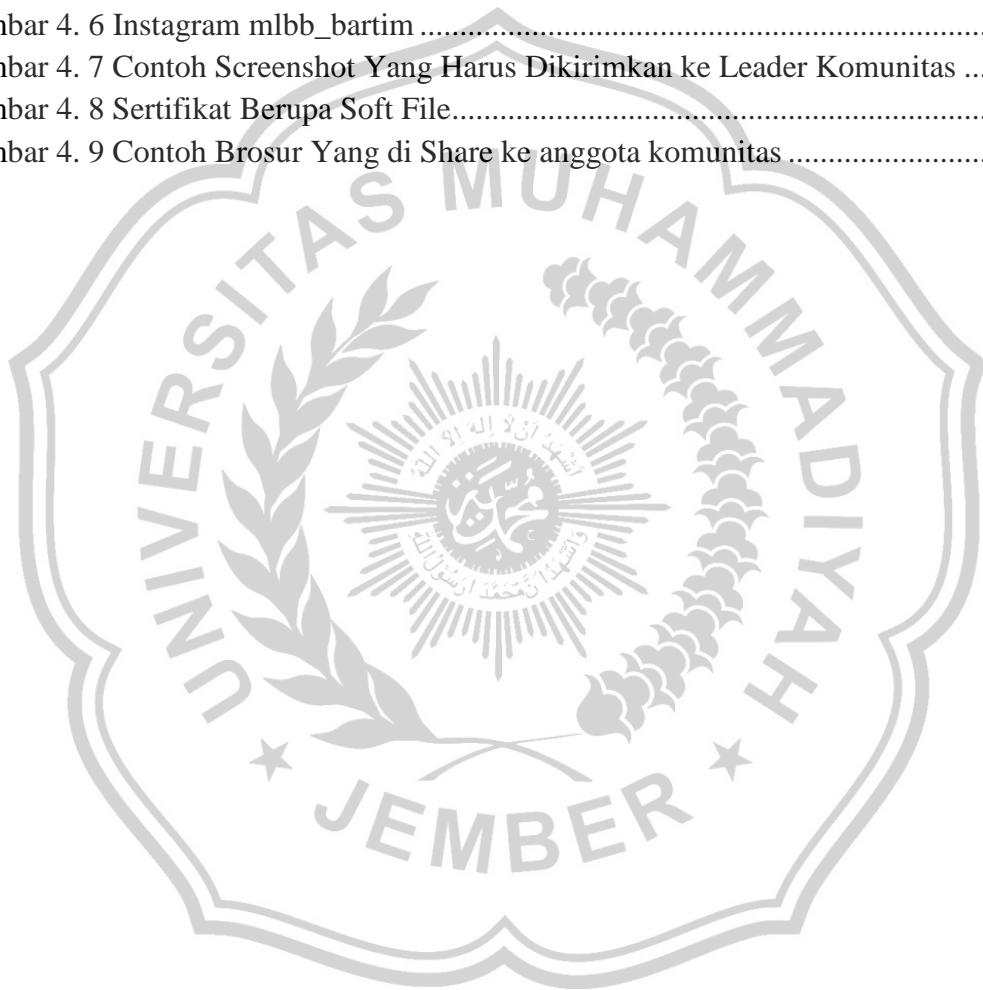 mbar 4. 6 Instagram mlbb_bartim ........................................................................
mbar 4. 7 Contoh Screenshot Yang Harus Dikirimkan ke Leader Komunitas ...
mbar 4. 8 Sertifikat Berupa Soft File...................................................................
mbar 4. 9 Contoh Brosur Yang di Share ke anggota komunitas .........................
UNIVERSITAS MUHAMMADIYAH
JEMBER